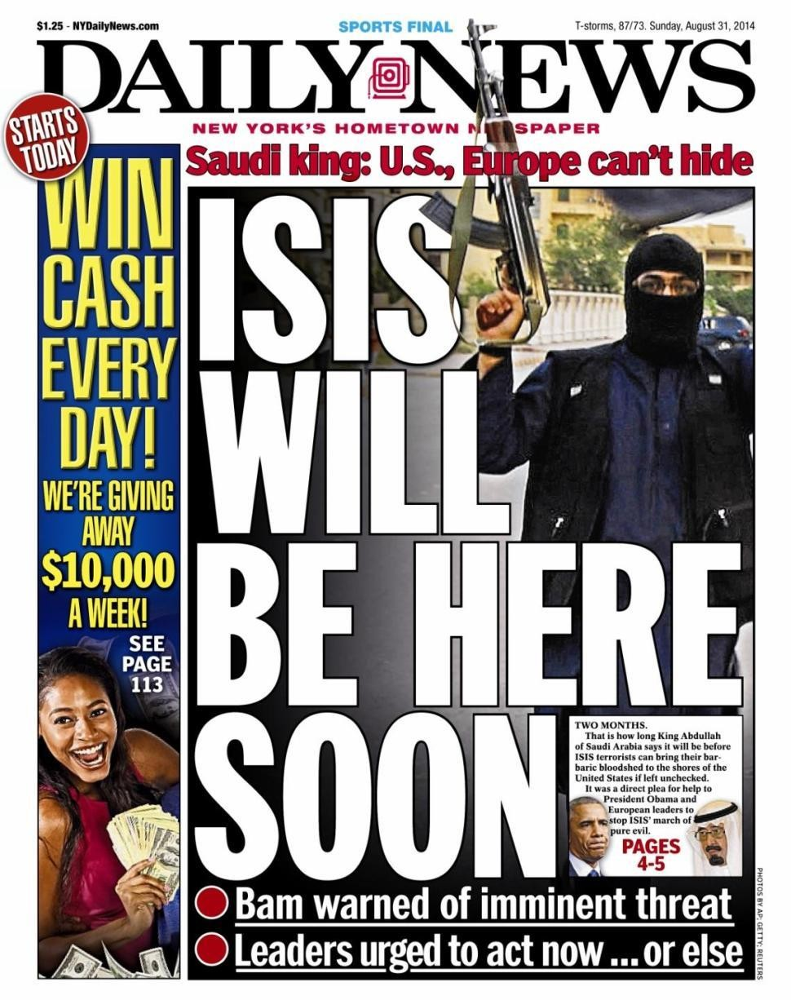 $1.25 - NYDailyNews.com
SPORTS FINAL
T-storms, 87/73. Sunday, August 31, 2014
DAILY NEWS
NEW YORK'S HOMETOWN NEWSPAPER
STARTS
TODAY
WIN
CASH
EVERY
DAY!
WE'RE GIVING
AWAY
$10,000
A WEEK!
SEE
PAGE
113
Saudi king: U.S., Europe can't hide
ISIS
WILL
BE HERE
SOON
TWO MONTHS.
That is how long King Abdullah
of Saudi Arabia says it will be before
ISIS terrorists can bring their bar-
baric bloodshed to the shores of the
United States if left unchecked.
It was a direct plea for help to
President Obama and
European leaders to
stop ISIS' march of
pure evil.
PAGES
4-5
Bam warned of imminent threat
Leaders urged to act now ... or else
PHOTOS BY AP; GETTY; REUTERS